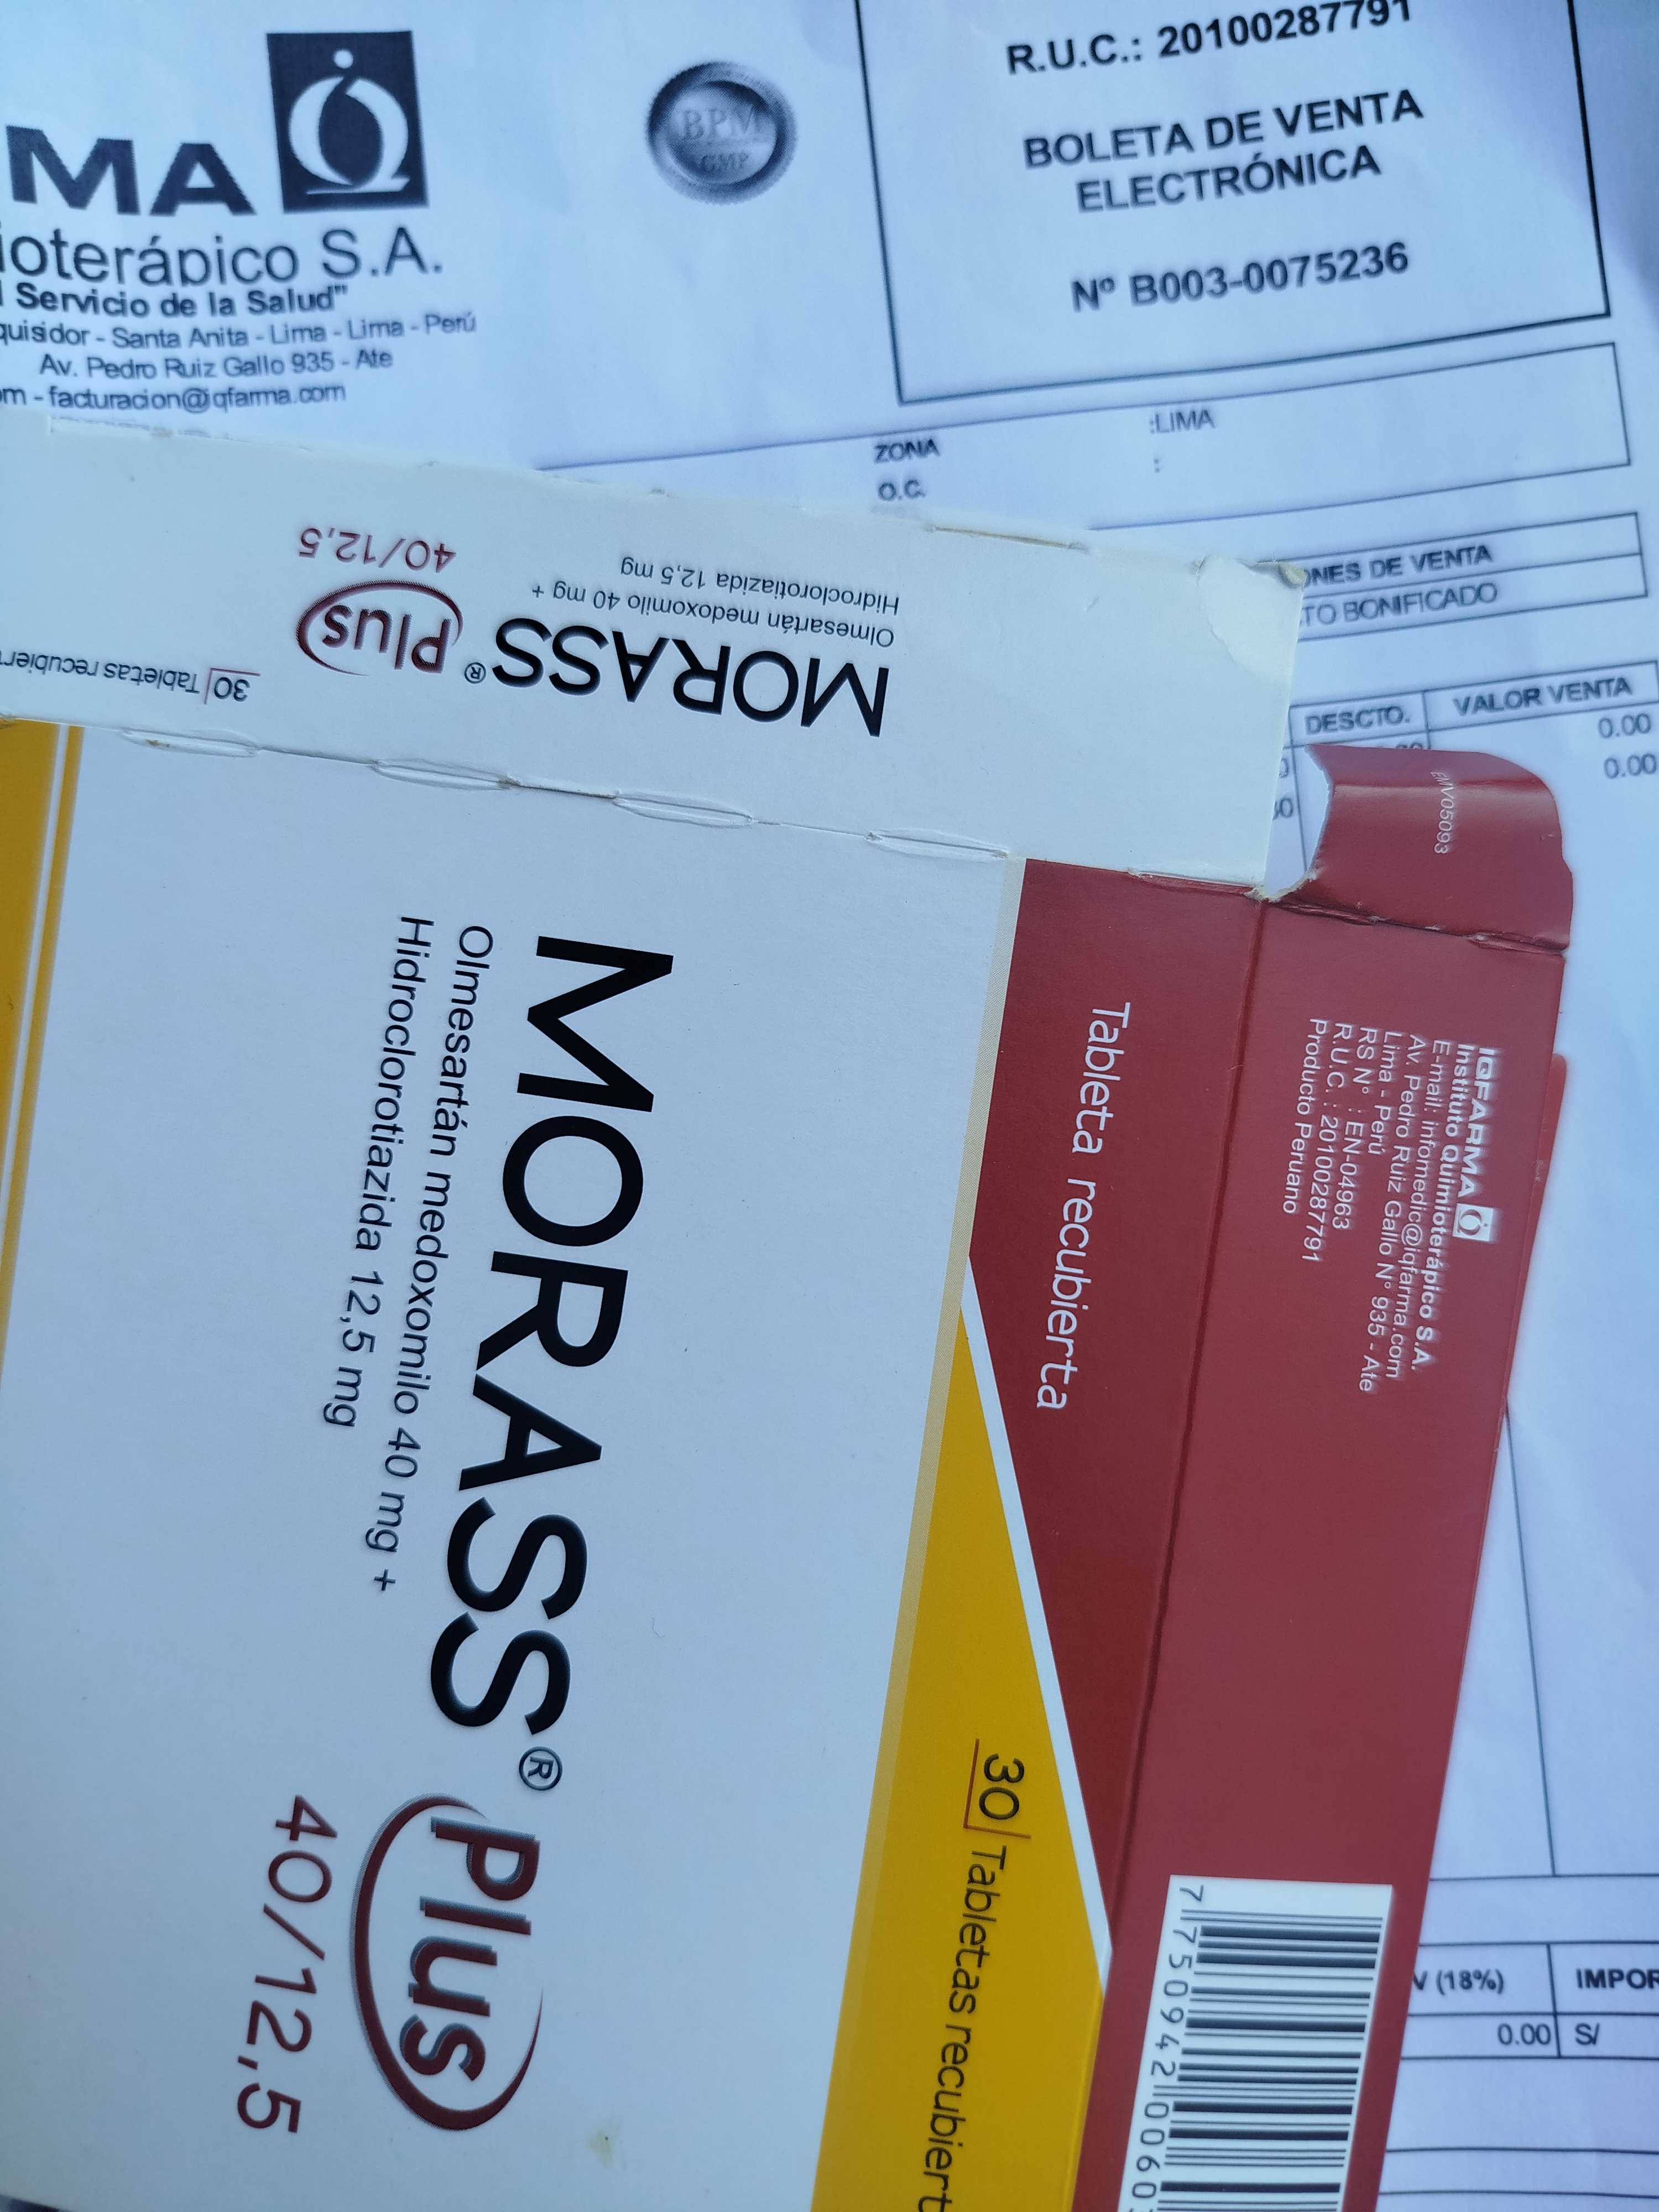 MA
ioterápico S.A.
l Servicio de la Salud"
quisidor - Santa Anita - Lima - Lima - Perú
Av. Pedro Ruiz Gallo 935 - Ate
om - facturacion@iqfarma.com
BPM
GMP
R.U.C.: 20100287791
BOLETA DE VENTA
ELECTRÓNICA
Nº B003-0075236
ZONA :LIMA
O.C. :
ONES DE VENTA
TO BONIFICADO
DESCTO. VALOR VENTA
0.00
0.00
V (18%) IMPOR
0.00 S/
MORASS® Plus
Olmesartán medoxomilo 40 mg +
Hidroclorotiazida 12,5 mg
40/12,5
30 Tabletas recubier
EMV05093
IQFARMA
Instituto Quimioterápico S.A.
E-mail: infomedic@iqfarma.com
Av. Pedro Ruiz Gallo N° 935 - Ate
Lima - Perú
RS N° : EN-04963
R.U.C. : 20100287791
Producto Peruano
7 750942 0060
Tableta recubierta
30 Tabletas recubiert
MORASS® Plus
Olmesartán medoxomilo 40 mg +
Hidroclorotiazida 12,5 mg
40/12,5